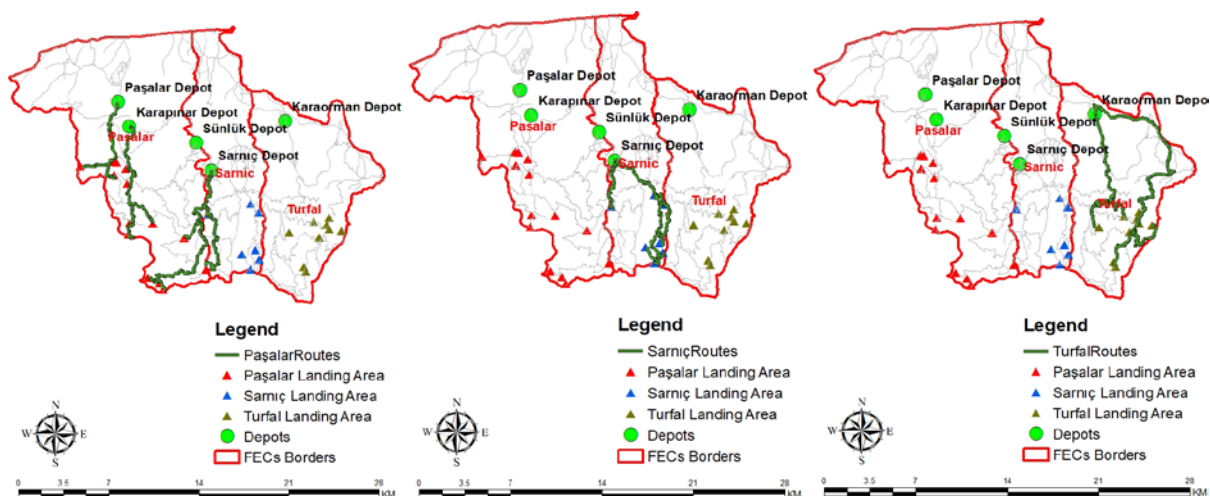 Paşalar Depot
Karapınar Depot
Karaorman Depot
Paşalar
Sünlük Depot
Sarnıç Depot
Sarnic
Turfal
Legend
PaşalarRoutes
Paşalar Landing Area
Sarnıç Landing Area
Turfal Landing Area
Depots
FECs Borders
N
W E
S
0 3.5 7 14 21 28
KM
Paşalar Depot
Karapınar Depot
Karaorman Depot
Pasalar
Sünlük Depot
Sarnıç Depot
Sarnic
Turfal
Legend
SarnıçRoutes
Paşalar Landing Area
Sarnıç Landing Area
Turfal Landing Area
Depots
FECs Borders
N
W E
S
0 3.5 7 14 21 28
KM
Paşalar Depot
Karapınar Depot
Karaorman Depot
Pasalar
Sünlük Depot
Sarnıç Depot
Sarnic
Turfal
Legend
TurfalRoutes
Paşalar Landing Area
Sarnıç Landing Area
Turfal Landing Area
Depots
FECs Borders
N
W E
S
0 3.5 7 14 21 28
KM